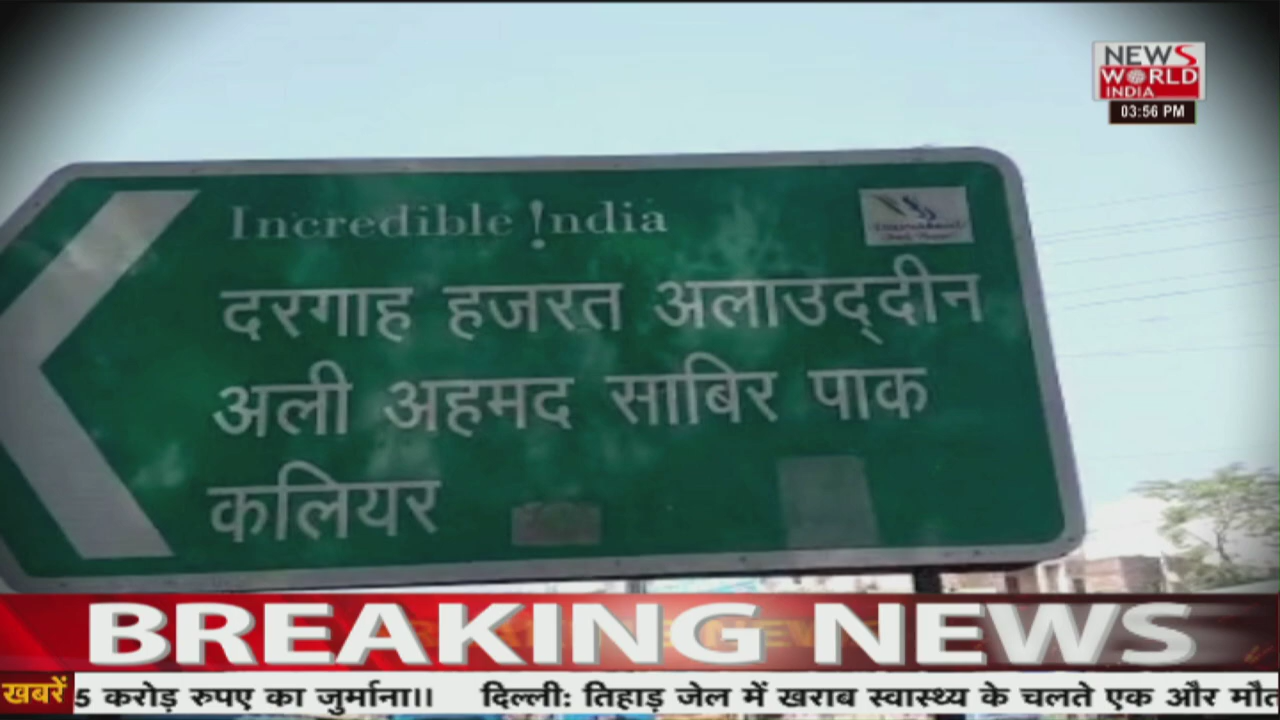 NEWS
WORLD
INDIA
03:56 PM
Incredible !ndia
दरगाह हजरत अलाउद्दीन
अली अहमद साबिर पाक
कलियर
BREAKING NEWS
खबरें 5 करोड़ रुपए का जुर्माना।। दिल्ली: तिहाड़ जेल में खराब स्वास्थ्य के चलते एक और मौत